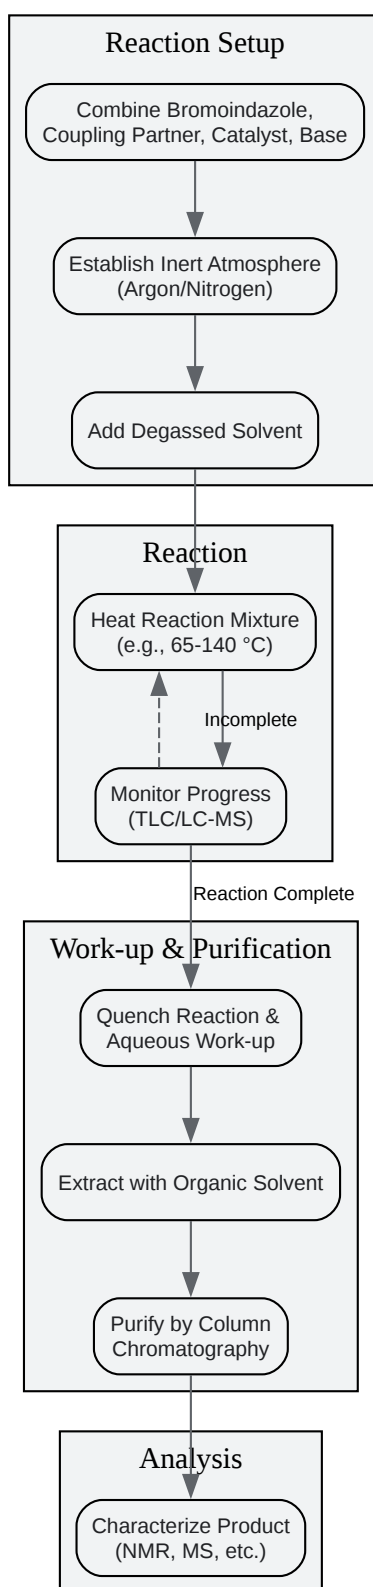 Reaction Setup
Combine Bromoindazole,
Coupling Partner, Catalyst, Base
Establish Inert Atmosphere
(Argon/Nitrogen)
Add Degassed Solvent
Reaction
Heat Reaction Mixture
(e.g., 65-140 °C)
Incomplete
Monitor Progress
(TLC/LC-MS)
Reaction Complete
Work-up & Purification
Quench Reaction &
Aqueous Work-up
Extract with Organic Solvent
Purify by Column
Chromatography
Analysis
Characterize Product
(NMR, MS, etc.)